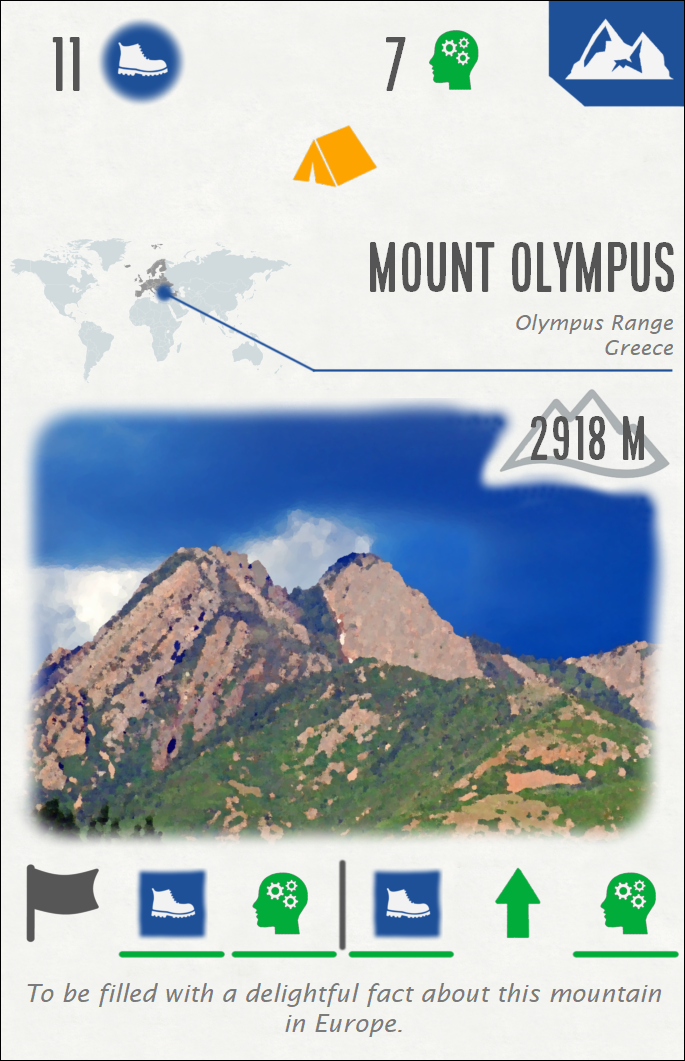 11
7
MOUNT OLYMPUS
Olympus Range
Greece
2918 M
To be filled with a delightful fact about this mountain
in Europe.